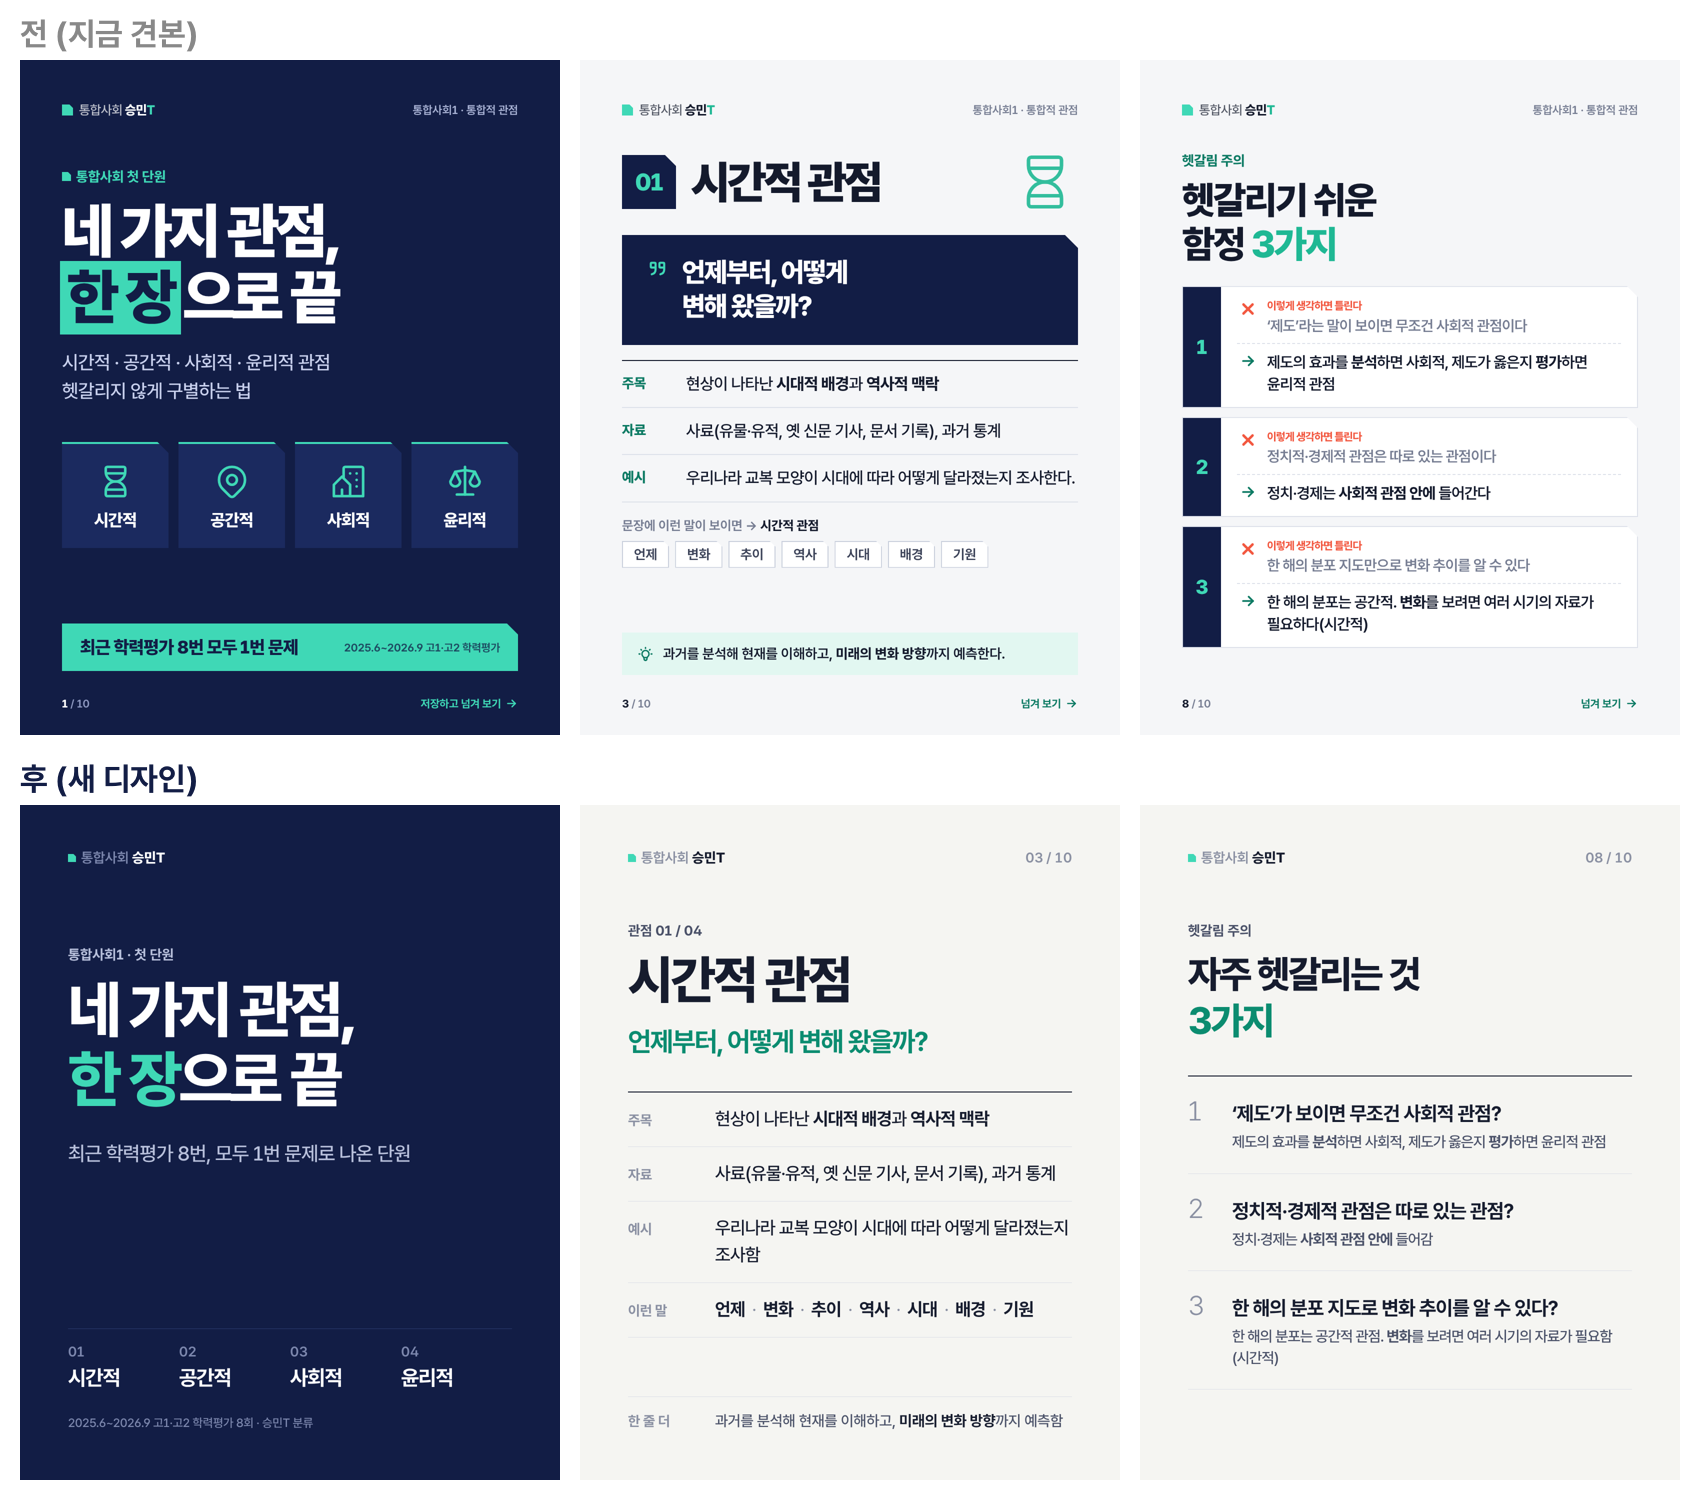 전 (지금 견본)
통합사회 승민T
통합사회1 · 통합적 관점
통합사회 첫 단원
네 가지 관점,
한 장으로 끝
시간적 · 공간적 · 사회적 · 윤리적 관점
헷갈리지 않게 구별하는 법
시간적
공간적
사회적
윤리적
최근 학력평가 8번 모두 1번 문제
2025.6~2026.9 고1·고2 학력평가
1 / 10
저장하고 넘겨 보기 →
통합사회 승민T
통합사회1 · 통합적 관점
01
시간적 관점
언제부터, 어떻게
변해 왔을까?
주목
현상이 나타난 시대적 배경과 역사적 맥락
자료
사료(유물·유적, 옛 신문 기사, 문서 기록), 과거 통계
예시
우리나라 교복 모양이 시대에 따라 어떻게 달라졌는지 조사한다.
문장에 이런 말이 보이면 → 시간적 관점
언제
변화
추이
역사
시대
배경
기원
과거를 분석해 현재를 이해하고, 미래의 변화 방향까지 예측한다.
3 / 10
넘겨 보기 →
통합사회 승민T
통합사회1 · 통합적 관점
헷갈림 주의
헷갈리기 쉬운
함정 3가지
1
이렇게 생각하면 틀린다
‘제도’라는 말이 보이면 무조건 사회적 관점이다
→ 제도의 효과를 분석하면 사회적, 제도가 옳은지 평가하면
윤리적 관점
2
이렇게 생각하면 틀린다
정치적·경제적 관점은 따로 있는 관점이다
→ 정치·경제는 사회적 관점 안에 들어간다
3
이렇게 생각하면 틀린다
한 해의 분포 지도만으로 변화 추이를 알 수 있다
→ 한 해의 분포는 공간적. 변화를 보려면 여러 시기의 자료가
필요하다(시간적)
8 / 10
넘겨 보기 →
후 (새 디자인)
통합사회 승민T
통합사회1 · 첫 단원
네 가지 관점,
한 장으로 끝
최근 학력평가 8번, 모두 1번 문제로 나온 단원
01
시간적
02
공간적
03
사회적
04
윤리적
2025.6~2026.9 고1·고2 학력평가 8회 · 승민T 분류
통합사회 승민T
03 / 10
관점 01 / 04
시간적 관점
언제부터, 어떻게 변해 왔을까?
주목
현상이 나타난 시대적 배경과 역사적 맥락
자료
사료(유물·유적, 옛 신문 기사, 문서 기록), 과거 통계
예시
우리나라 교복 모양이 시대에 따라 어떻게 달라졌는지
조사함
이런 말
언제 · 변화 · 추이 · 역사 · 시대 · 배경 · 기원
한 줄 더
과거를 분석해 현재를 이해하고, 미래의 변화 방향까지 예측함
통합사회 승민T
08 / 10
헷갈림 주의
자주 헷갈리는 것
3가지
1
‘제도’가 보이면 무조건 사회적 관점?
제도의 효과를 분석하면 사회적, 제도가 옳은지 평가하면 윤리적 관점
2
정치적·경제적 관점은 따로 있는 관점?
정치·경제는 사회적 관점 안에 들어감
3
한 해의 분포 지도로 변화 추이를 알 수 있다?
한 해의 분포는 공간적 관점. 변화를 보려면 여러 시기의 자료가 필요함
(시간적)